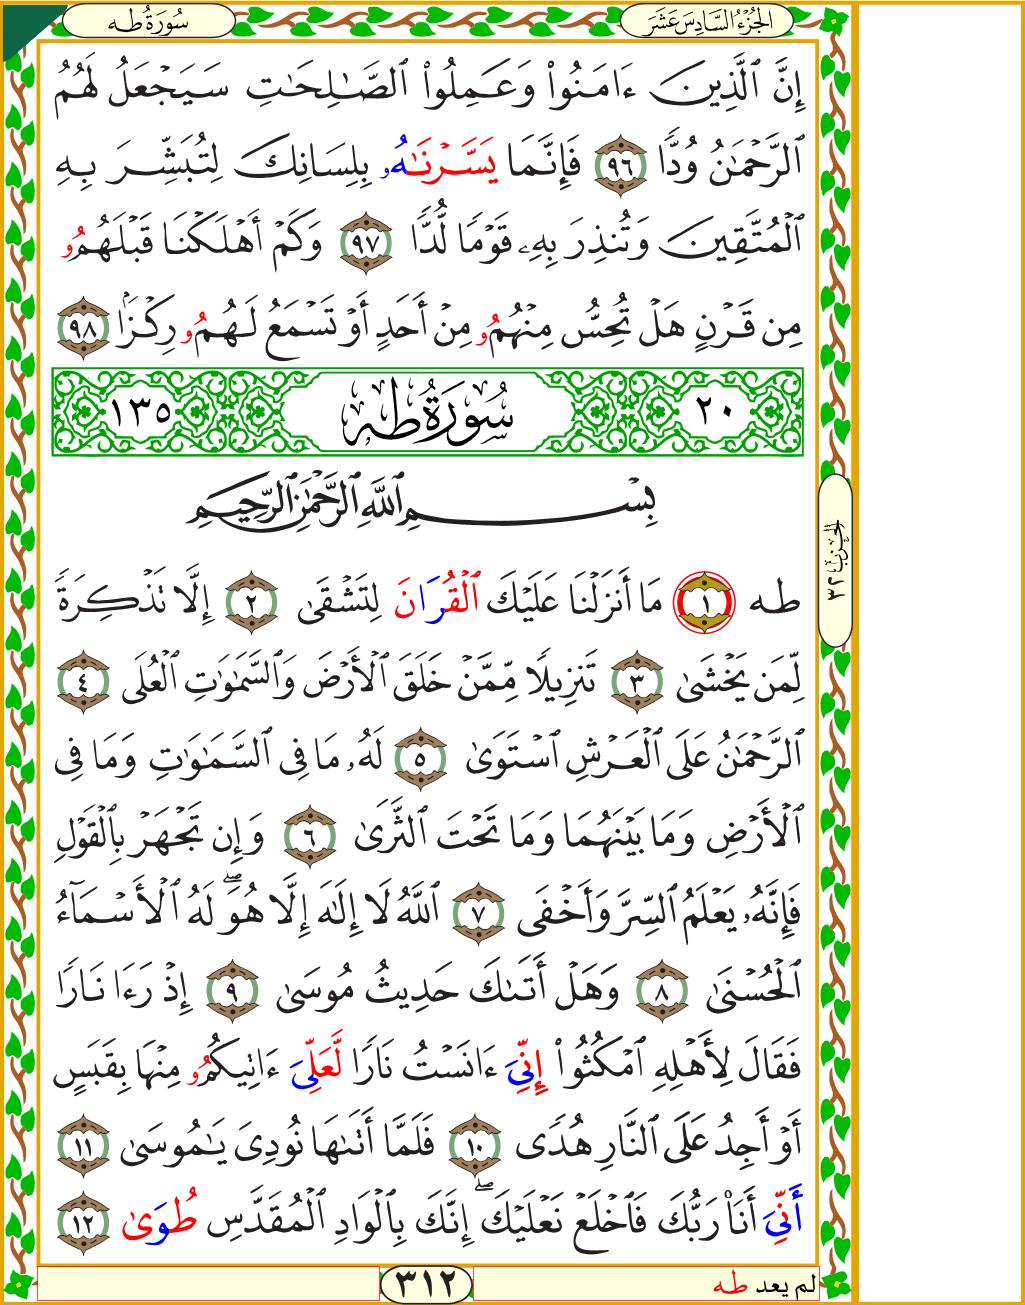 سُورَةُ طه
الجُزْءُ السَّادِسَ عَشَرَ
إِنَّ ٱلَّذِينَ ءَامَنُواْ وَعَمِلُواْ ٱلصَّٰلِحَٰتِ سَيَجۡعَلُ لَهُمُ
ٱلرَّحۡمَٰنُ وُدّٗا ٩٦ فَإِنَّمَا يَسَّرۡنَٰهُۥ بِلِسَانِكَ لِتُبَشِّرَ بِهِ
ٱلۡمُتَّقِينَ وَتُنذِرَ بِهِۦ قَوۡمٗا لُّدّٗا ٩٧ وَكَمۡ أَهۡلَكۡنَا قَبۡلَهُمُۥ
مِن قَرۡنٍ هَلۡ تُحِسُّ مِنۡهُمُۥ مِنۡ أَحَدٍ أَوۡ تَسۡمَعُ لَهُمُۥ رِكۡزَۢا ٩٨
٢٠ سُورَةُ طه ١٣٥
بِسۡمِ ٱللَّهِ ٱلرَّحۡمَٰنِ ٱلرَّحِيمِ
طه ١ مَا أَنزَلۡنَا عَلَيۡكَ ٱلۡقُرَانَ لِتَشۡقَى ٢ إِلَّا تَذۡكِرَةٗ
لِّمَن يَخۡشَىٰ ٣ تَنزِيلٗا مِّمَّنۡ خَلَقَ ٱلۡأَرۡضَ وَٱلسَّمَٰوَٰتِ ٱلۡعُلَى ٤
ٱلرَّحۡمَٰنُ عَلَى ٱلۡعَرۡشِ ٱسۡتَوَىٰ ٥ لَهُۥ مَا فِي ٱلسَّمَٰوَٰتِ وَمَا فِي
ٱلۡأَرۡضِ وَمَا بَيۡنَهُمَا وَمَا تَحۡتَ ٱلثَّرَىٰ ٦ وَإِن تَجۡهَرۡ بِٱلۡقَوۡلِ
فَإِنَّهُۥ يَعۡلَمُ ٱلسِّرَّ وَأَخۡفَى ٧ ٱللَّهُ لَا إِلَٰهَ إِلَّا هُوَۖ لَهُ ٱلۡأَسۡمَآءُ
ٱلۡحُسۡنَىٰ ٨ وَهَلۡ أَتَىٰكَ حَدِيثُ مُوسَىٰ ٩ إِذۡ رَءَا نَارٗا
فَقَالَ لِأَهۡلِهِ ٱمۡكُثُواْ إِنِّيَ ءَانَسۡتُ نَارٗا لَّعَلِّيَ ءَاتِيكُمُۥ مِنۡهَا بِقَبَسٍ
أَوۡ أَجِدُ عَلَى ٱلنَّارِ هُدٗى ١٠ فَلَمَّا أَتَىٰهَا نُودِيَ يَٰمُوسَىٰ ١١
أَنِّيَ أَنَا۠ رَبُّكَ فَٱخۡلَعۡ نَعۡلَيۡكَۖ إِنَّكَ بِٱلۡوَادِ ٱلۡمُقَدَّسِ طُوَىٰ ١٢
الحزب ٣٢
٣١٢
لم يعد طه